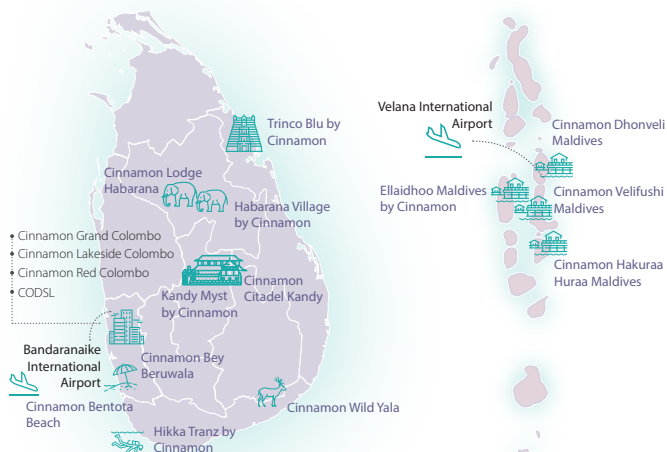 Trinco Blu by
Cinnamon
Cinnamon Lodge
Habarana
Habarana Village
by Cinnamon
Cinnamon Grand Colombo
Cinnamon Lakeside Colombo
Cinnamon Red Colombo
CODSL
Cinnamon
Citadel Kandy
Kandy Myst
by Cinnamon
Bandaranaike
International
Airport
Cinnamon Bey
Beruwala
Cinnamon Bentota
Beach
Cinnamon Wild Yala
Hikka Tranz by
Cinnamon
Velana International
Airport
Cinnamon Dhonveli
Maldives
Ellaidhoo Maldives
by Cinnamon
Cinnamon Velifushi
Maldives
Cinnamon Hakuraa
Huraa Maldives